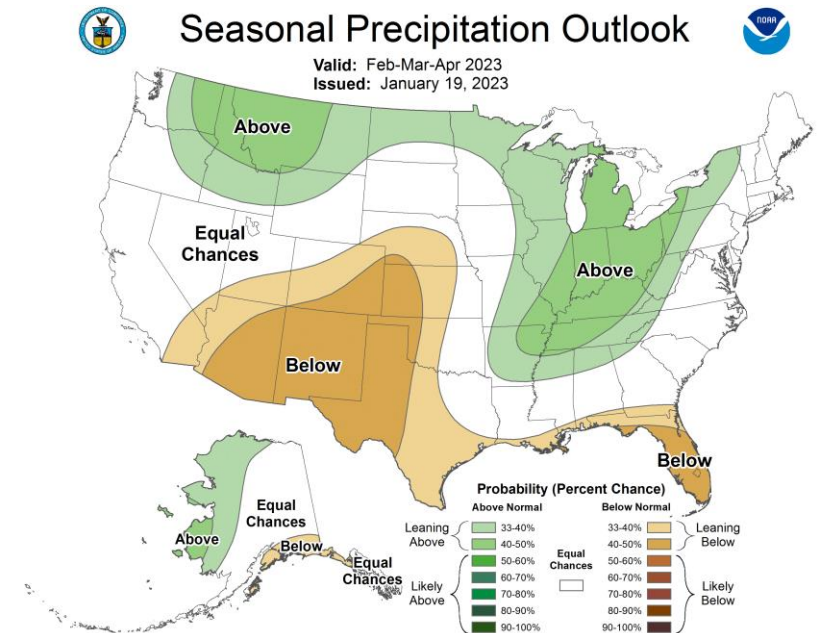 Seasonal Precipitation Outlook
NOAA
Valid: Feb-Mar-Apr 2023
Issued: January 19, 2023
Above
Equal
Chances
Above
Below
Below
Above
Equal
Chances
Below
Equal
Chances
Probability (Percent Chance)
Above Normal
Below Normal
Leaning
Above
33-40%
40-50%
50-60%
60-70%
70-80%
80-90%
90-100%
Likely
Above
Equal
Chances
33-40%
40-50%
50-60%
60-70%
70-80%
80-90%
90-100%
Leaning
Below
Likely
Below